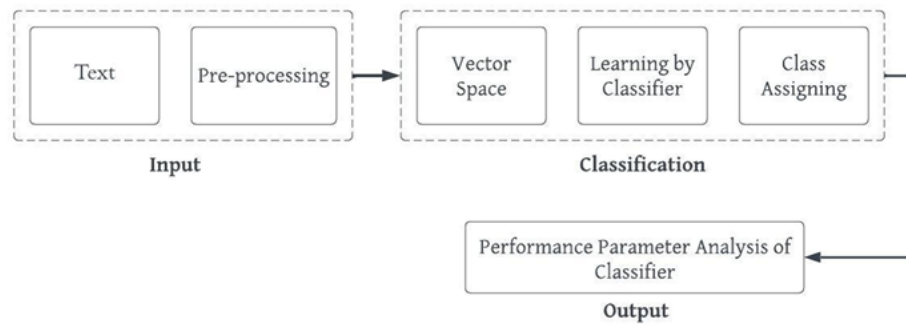 Text
Pre-processing
Input
Vector
Space
Learning by
Classifier
Class
Assigning
Classification
Performance Parameter Analysis of
Classifier
Output